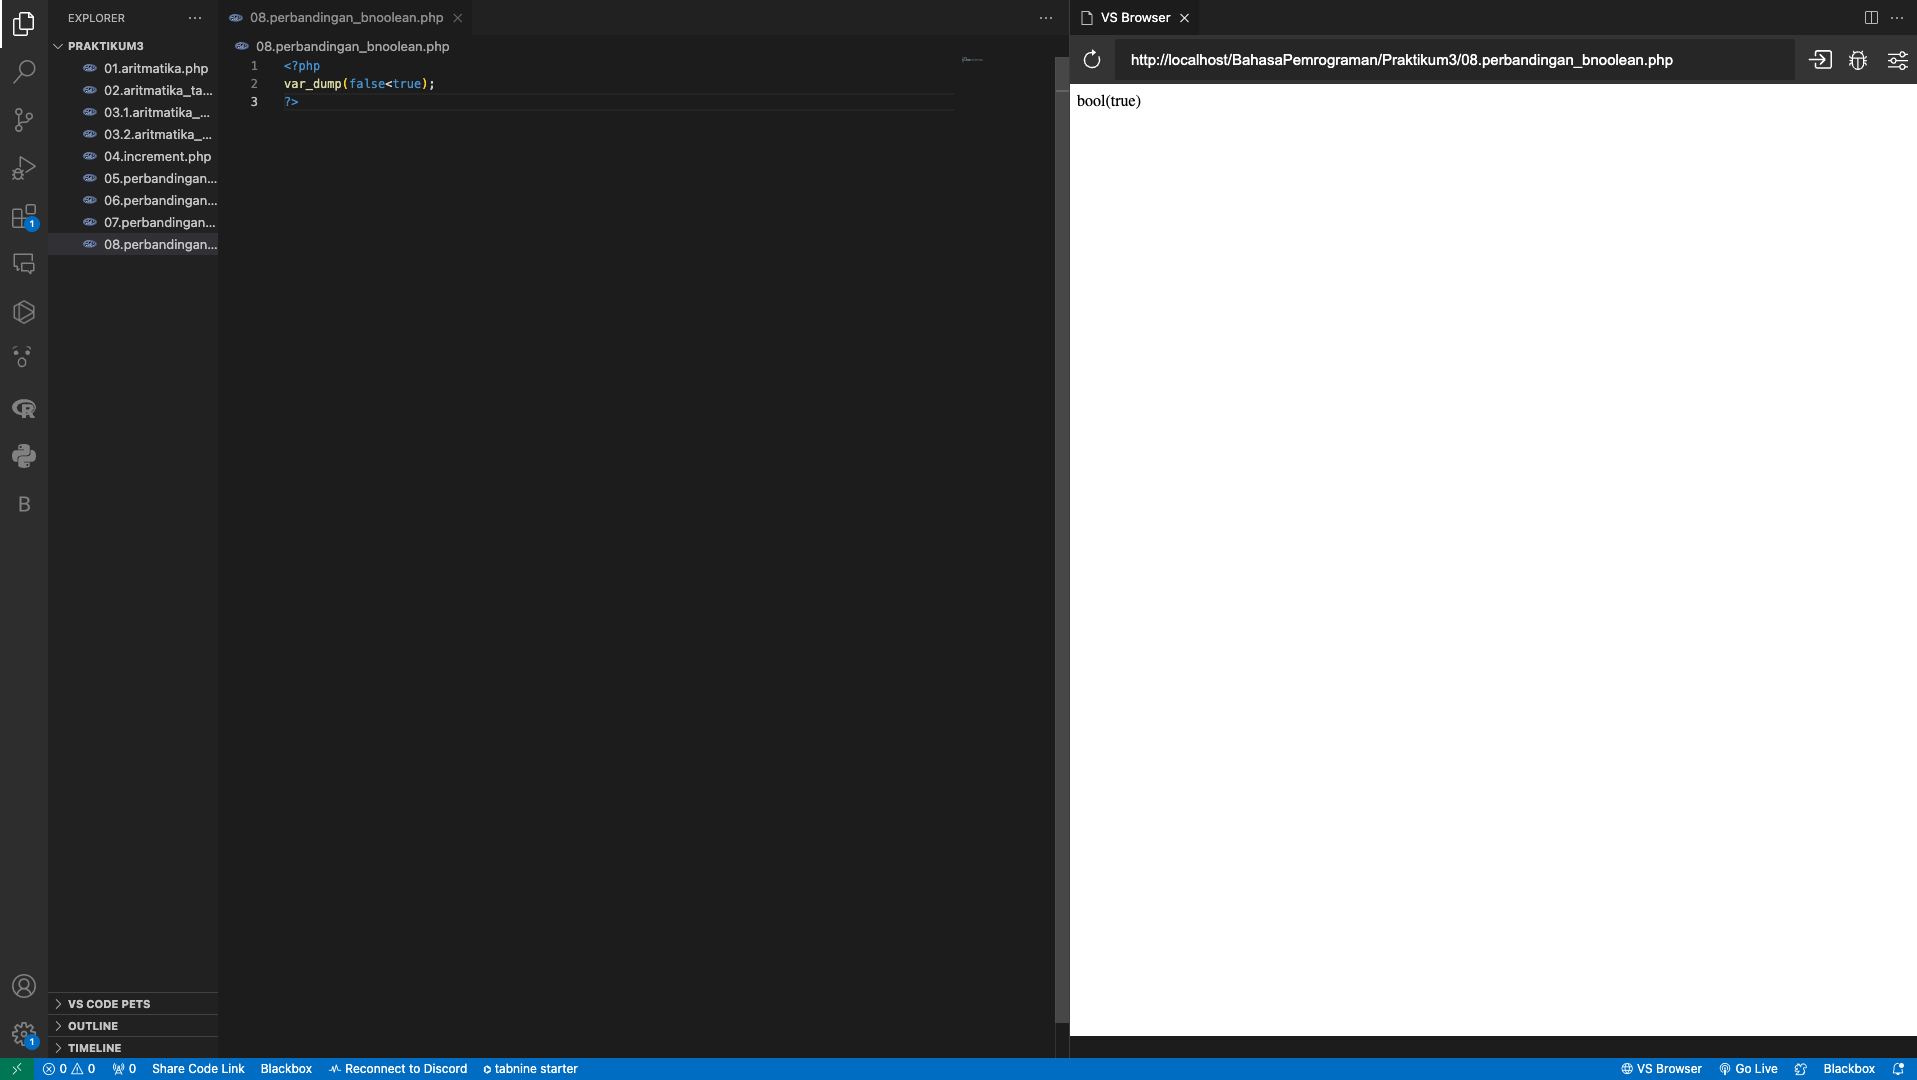 EXPLORER
PRAKTIKUM3
01.aritmatika.php
02.aritmatika_ta...
03.1.aritmatika_...
03.2.aritmatika_...
04.increment.php
05.perbandingan...
06.perbandingan...
07.perbandingan...
08.perbandingan...
VS CODE PETS
OUTLINE
TIMELINE
08.perbandingan_bnoolean.php
08.perbandingan_bnoolean.php
1 <?php
2 var_dump(false<true);
3 ?>
VS Browser
http://localhost/BahasaPemrograman/Praktikum3/08.perbandingan_bnoolean.php
bool(true)
1
R
B
1
0 0 0 Share Code Link Blackbox Reconnect to Discord tabnine starter VS Browser Go Live Blackbox